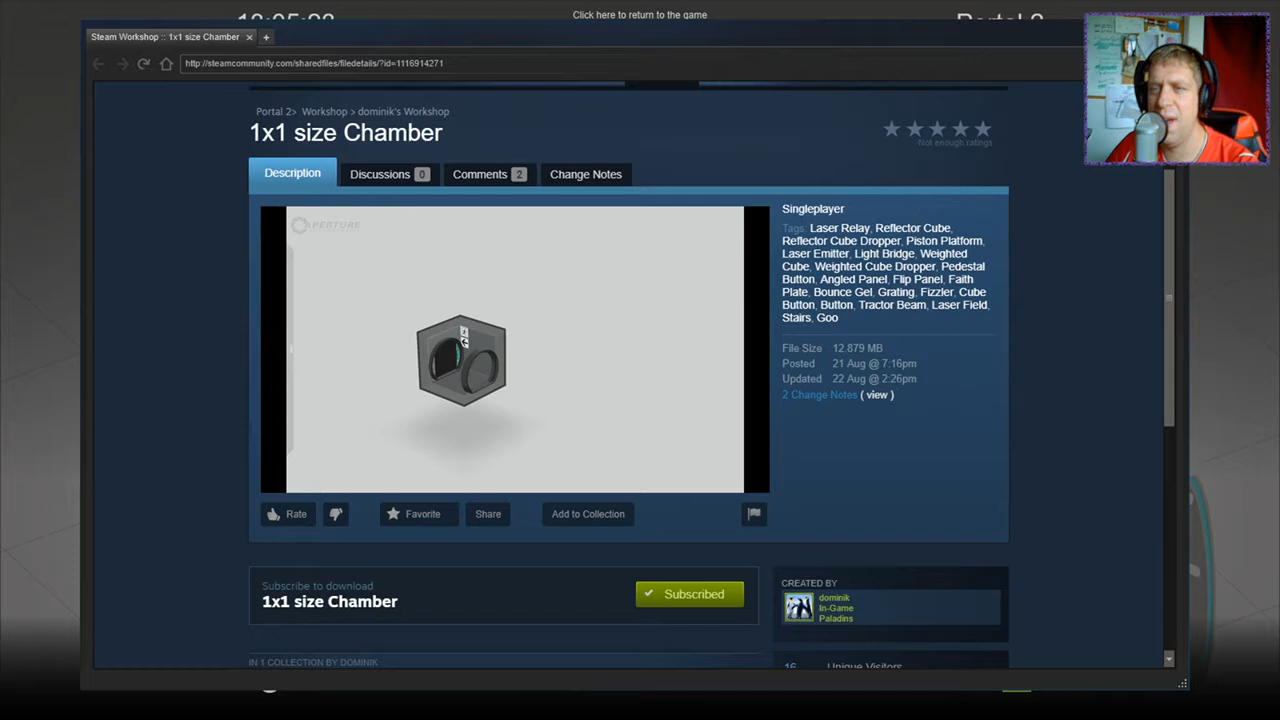 Click here to return to the game
Portal 2
Steam Workshop :: 1x1 size Chamber
http://steamcommunity.com/sharedfiles/filedetails/?id=1116914271
Portal 2> Workshop > dominik's Workshop
1x1 size Chamber
Not enough ratings
Description
Discussions 0
Comments 2
Change Notes
APERTURE
Singleplayer
Tags: Laser Relay, Reflector Cube,
Reflector Cube Dropper, Piston Platform,
Laser Emitter, Light Bridge, Weighted
Cube, Weighted Cube Dropper, Pedestal
Button, Angled Panel, Flip Panel, Faith
Plate, Bounce Gel, Grating, Fizzler, Cube
Button, Button, Tractor Beam, Laser Field,
Stairs, Goo
File Size 12.879 MB
Posted 21 Aug @ 7:16pm
Updated 22 Aug @ 2:26pm
2 Change Notes ( view )
Rate
Favorite
Share
Add to Collection
Subscribe to download
1x1 size Chamber
Subscribed
CREATED BY
dominik
In-Game
Paladins
IN 1 COLLECTION BY DOMINIK
16 Unique Visitors